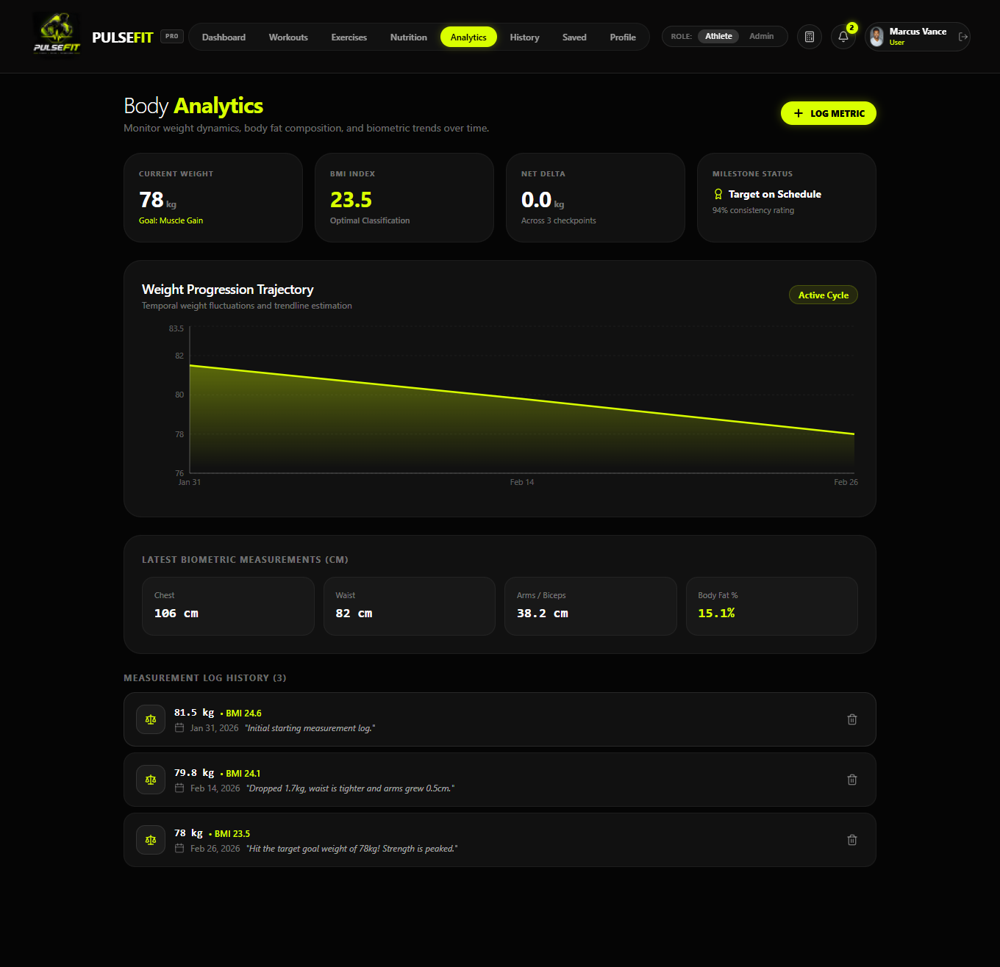 PULSEFIT
PULSEFIT PRO
Dashboard Workouts Exercises Nutrition Analytics History Saved Profile
ROLE: Athlete Admin
2
Marcus Vance
User
Body Analytics
Monitor weight dynamics, body fat composition, and biometric trends over time.
+ LOG METRIC
CURRENT WEIGHT
78 kg
Goal: Muscle Gain
BMI INDEX
23.5
Optimal Classification
NET DELTA
0.0 kg
Across 3 checkpoints
MILESTONE STATUS
Target on Schedule
94% consistency rating
Weight Progression Trajectory
Temporal weight fluctuations and trendline estimation
Active Cycle
83.5
82
80
78
76
Jan 31 Feb 14 Feb 26
LATEST BIOMETRIC MEASUREMENTS (CM)
Chest
106 cm
Waist
82 cm
Arms / Biceps
38.2 cm
Body Fat %
15.1%
MEASUREMENT LOG HISTORY (3)
81.5 kg • BMI 24.6
Jan 31, 2026 "Initial starting measurement log."
79.8 kg • BMI 24.1
Feb 14, 2026 "Dropped 1.7kg, waist is tighter and arms grew 0.5cm."
78 kg • BMI 23.5
Feb 26, 2026 "Hit the target goal weight of 78kg! Strength is peaked."